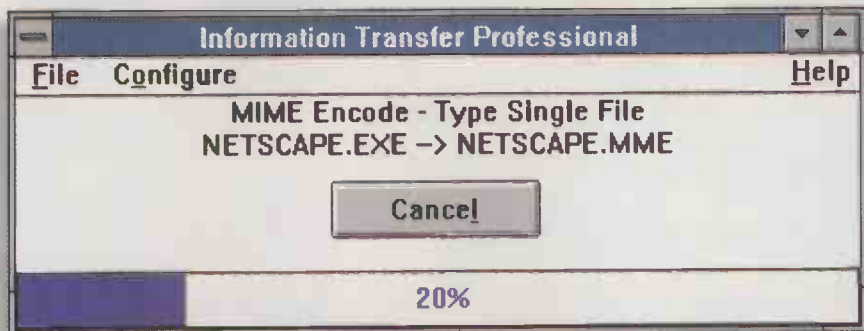 Information Transfer Professional
File Configure Help
MIME Encode - Type Single File
NETSCAPE.EXE -> NETSCAPE.MME
Cancel
20%